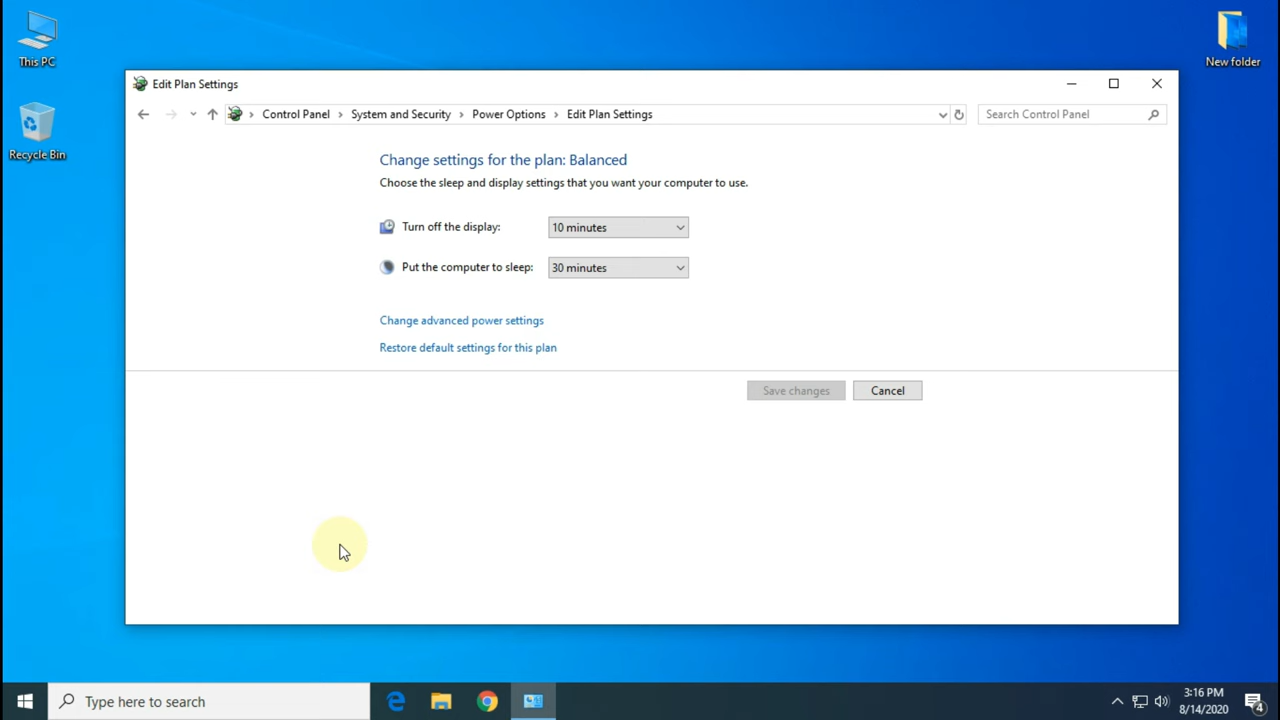 This PC
New folder
Recycle Bin
Edit Plan Settings
Control Panel > System and Security > Power Options > Edit Plan Settings
Search Control Panel
Change settings for the plan: Balanced
Choose the sleep and display settings that you want your computer to use.
Turn off the display: 10 minutes
Put the computer to sleep: 30 minutes
Change advanced power settings
Restore default settings for this plan
Save changes
Cancel
Type here to search
3:16 PM
8/14/2020
4